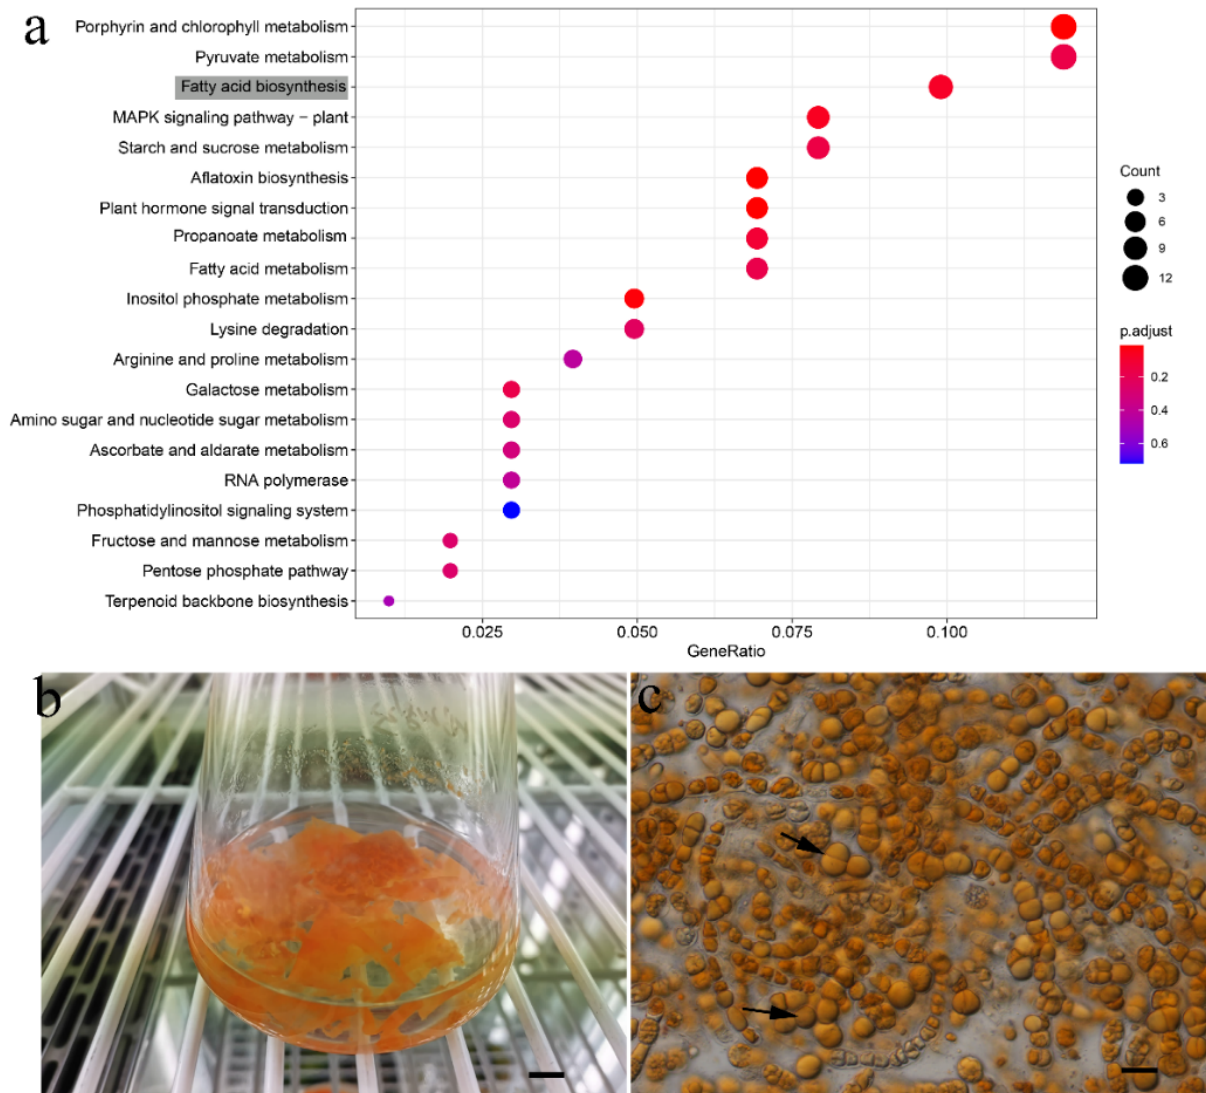 a
Porphyrin and chlorophyll metabolism
Pyruvate metabolism
Fatty acid biosynthesis
MAPK signaling pathway − plant
Starch and sucrose metabolism
Aflatoxin biosynthesis
Plant hormone signal transduction
Propanoate metabolism
Fatty acid metabolism
Inositol phosphate metabolism
Lysine degradation
Arginine and proline metabolism
Galactose metabolism
Amino sugar and nucleotide sugar metabolism
Ascorbate and aldarate metabolism
RNA polymerase
Phosphatidylinositol signaling system
Fructose and mannose metabolism
Pentose phosphate pathway
Terpenoid backbone biosynthesis
0.025 0.050 0.075 0.100
GeneRatio
Count
3
6
9
12
p.adjust
0.2
0.4
0.6
b
c